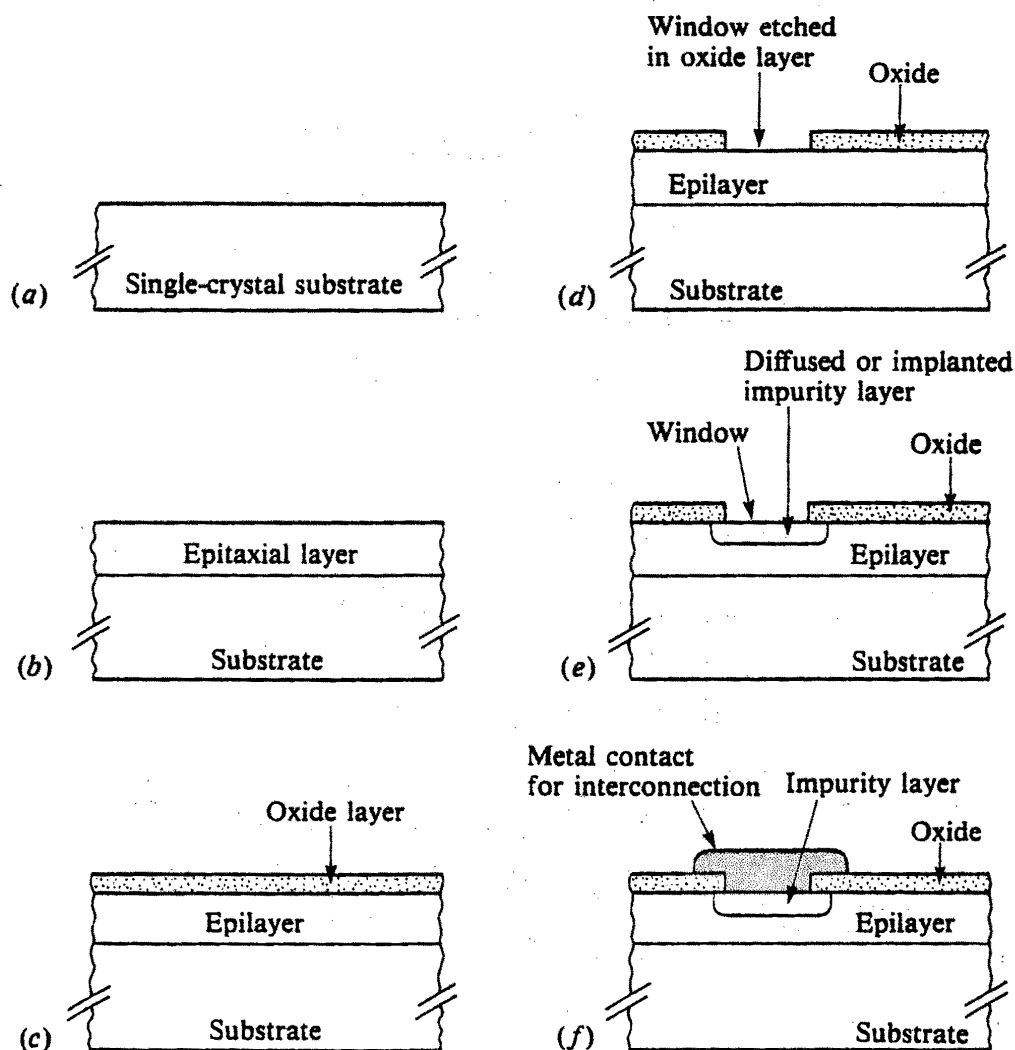 (a)
Single-crystal substrate
(b)
Epitaxial layer
Substrate
(c)
Oxide layer
Epilayer
Substrate
(d)
Window etched
in oxide layer
Oxide
Epilayer
Substrate
(e)
Diffused or implanted
impurity layer
Window
Oxide
Epilayer
Substrate
(f)
Metal contact
for interconnection
Impurity layer
Oxide
Epilayer
Substrate